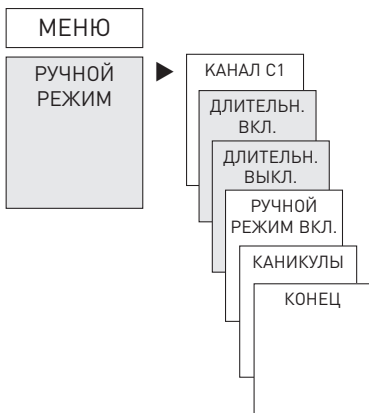 МЕНЮ
РУЧНОЙ
РЕЖИМ
КАНАЛ C1
ДЛИТЕЛЬН.
ВКЛ.
ДЛИТЕЛЬН.
ВЫКЛ.
РУЧНОЙ
РЕЖИМ ВКЛ.
КАНИКУЛЫ
КОНЕЦ